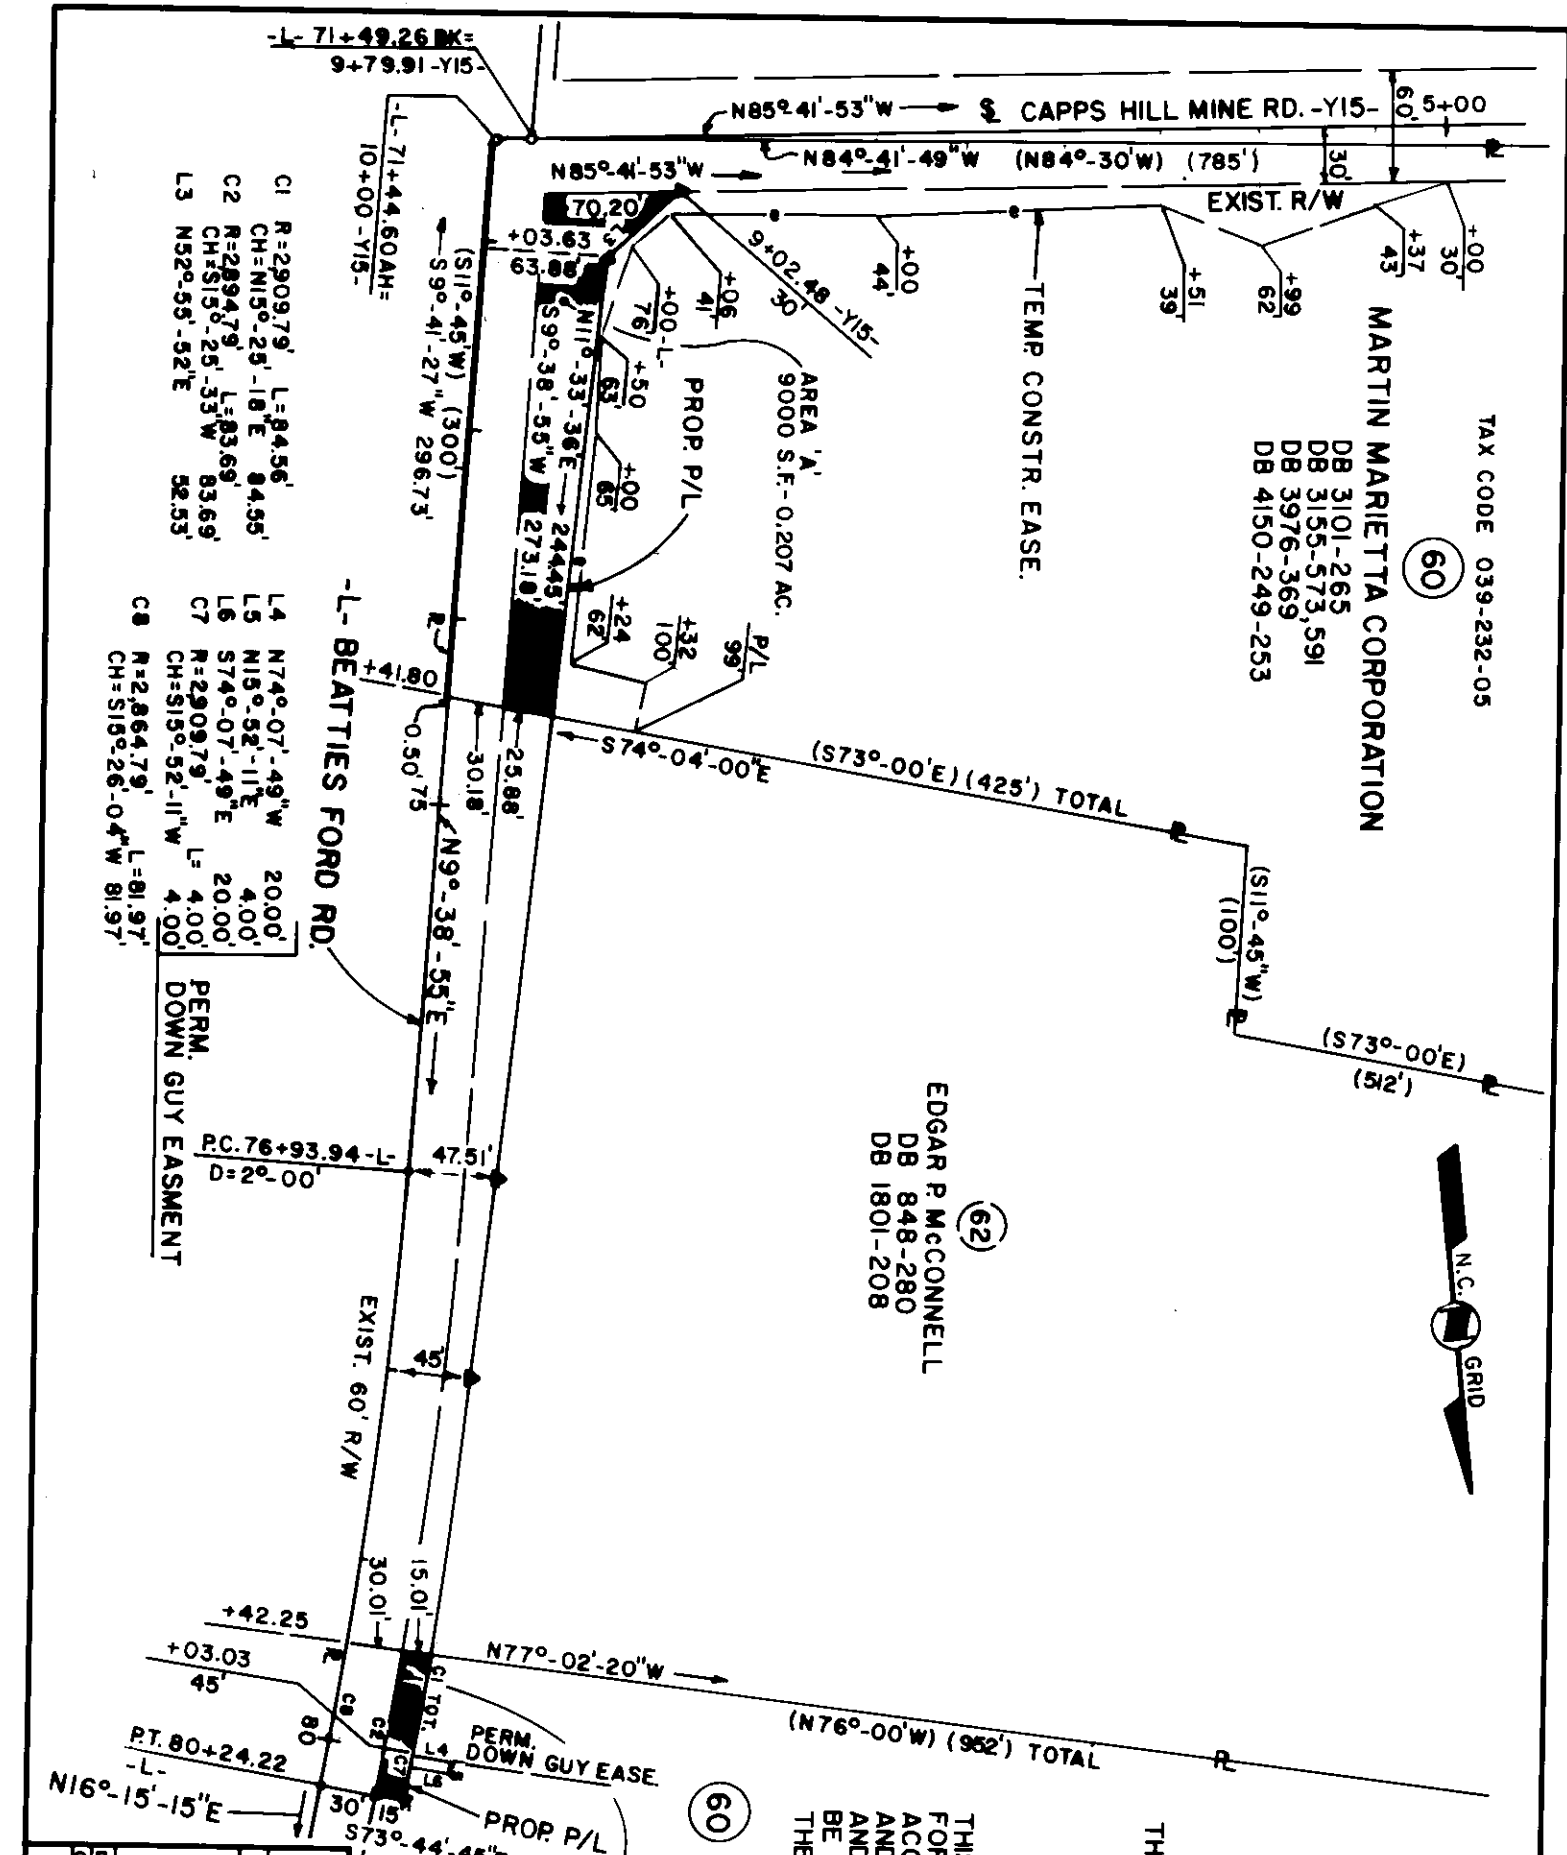 -L- 71+49.26 BK=
9+79.91 -Y15-
-L- 71+44.60AH=
10+00 -Y15-
N85°-41'-53"W
℄ CAPPS HILL MINE RD. -Y15-
5+00
60'
30'
N84°-41'-49"W (N84°-30'W) (785')
N85°-41'-53"W
EXIST. R/W
70.20'
L3
+03.63
63.88'
9+02.48 -Y15-
30'
+00
44'
+51
39'
+99
62'
+37
43'
+00
30'
+06
41'
+00 -L-
76'
+50
63'
+00
65'
TEMP. CONSTR. EASE.
AREA 'A'
9000 S.F. - 0.207 AC.
PROP. P/L
N11°-33'-36"E 244.45'
S9°-38'-55"W 273.18'
(S11°-45'W) (300')
S9°-41'-27"W 296.73'
TAX CODE 039-232-05
60
MARTIN MARIETTA CORPORATION
DB 3101-265
DB 3155-573,591
DB 3976-369
DB 4150-249-253
+24
62'
+32
100'
P/L
99'
C1 R=2,909.79' L=84.56'
CH=N15°-25'-18"E 84.55'
C2 R=2,894.79' L=83.69'
CH=S15°-25'-33"W 83.69'
L3 N52°-55'-52"E 52.53'
L4 N74°-07'-49"W 20.00'
L5 N15°-52'-11"E 4.00'
L6 S74°-07'-49"E 20.00'
C7 R=2,909.79' L= 4.00'
CH=S15°-52'-11"W 4.00'
C8 R=2,864.79' L=81.97'
CH=S15°-26'-04"W 81.97'
PERM.
DOWN GUY EASMENT
-L- BEATTIES FORD RD.
+41.80
0.50'
75
30.18'
25.88'
S74°-04'-00"E
(S73°-00'E) (425') TOTAL
(S11°-45"W)
(100')
(S73°-00'E)
(512')
N9°-38'-55"E
62
EDGAR P. McCONNELL
DB 848-280
DB 1801-208
N.C. GRID
P.C. 76+93.94 -L-
D=2°-00'
47.51'
45'
EXIST. 60' R/W
30.01'
15.01'
+42.25
+03.03
45'
N77°-02'-20"W
(N76°-00'W) (952') TOTAL
C1 TOT.
C8
C2
C7
L4
L6
80
PERM.
DOWN GUY EASE.
P.T. 80+24.22
-L-
N16°-15'-15"E
30'
15'
PROP. P/L
60
TH
THI
FOR
ACC
AND
AND
BE
THE